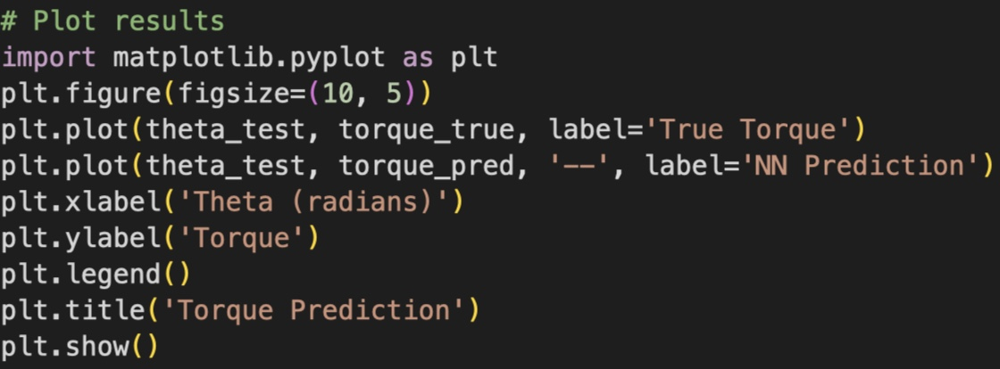 # Plot results
import matplotlib.pyplot as plt
plt.figure(figsize=(10, 5))
plt.plot(theta_test, torque_true, label='True Torque')
plt.plot(theta_test, torque_pred, '--', label='NN Prediction')
plt.xlabel('Theta (radians)')
plt.ylabel('Torque')
plt.legend()
plt.title('Torque Prediction')
plt.show()